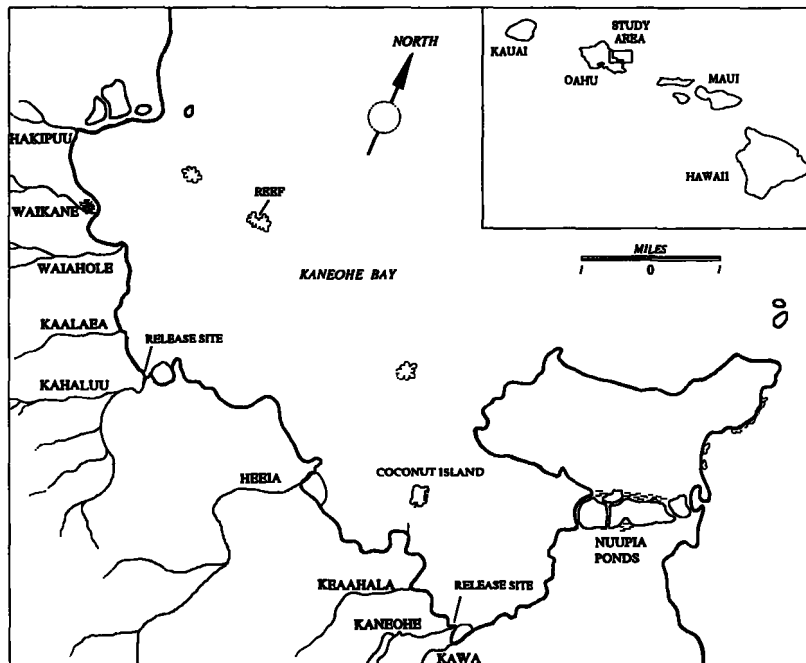 NORTH
STUDY
AREA
KAUAI
OAHU
MAUI
HAWAII
HAKIPUU
REEF
WAIKANE
MILES
1 0 1
WAIAHOLE
KANEOHE BAY
KAALAEA
RELEASE SITE
KAHALUU
HEEIA
COCONUT ISLAND
NUUPIA
PONDS
KEAAHALA
RELEASE SITE
KANEOHE
KAWA